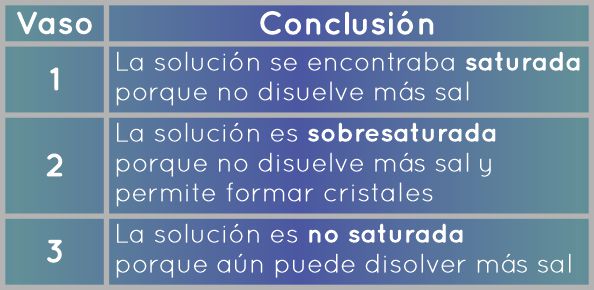 Vaso Conclusión
1 La solución se encontraba saturada
porque no disuelve más sal
2 La solución es sobresaturada
porque no disuelve más sal y
permite formar cristales
3 La solución es no saturada
porque aún puede disolver más sal